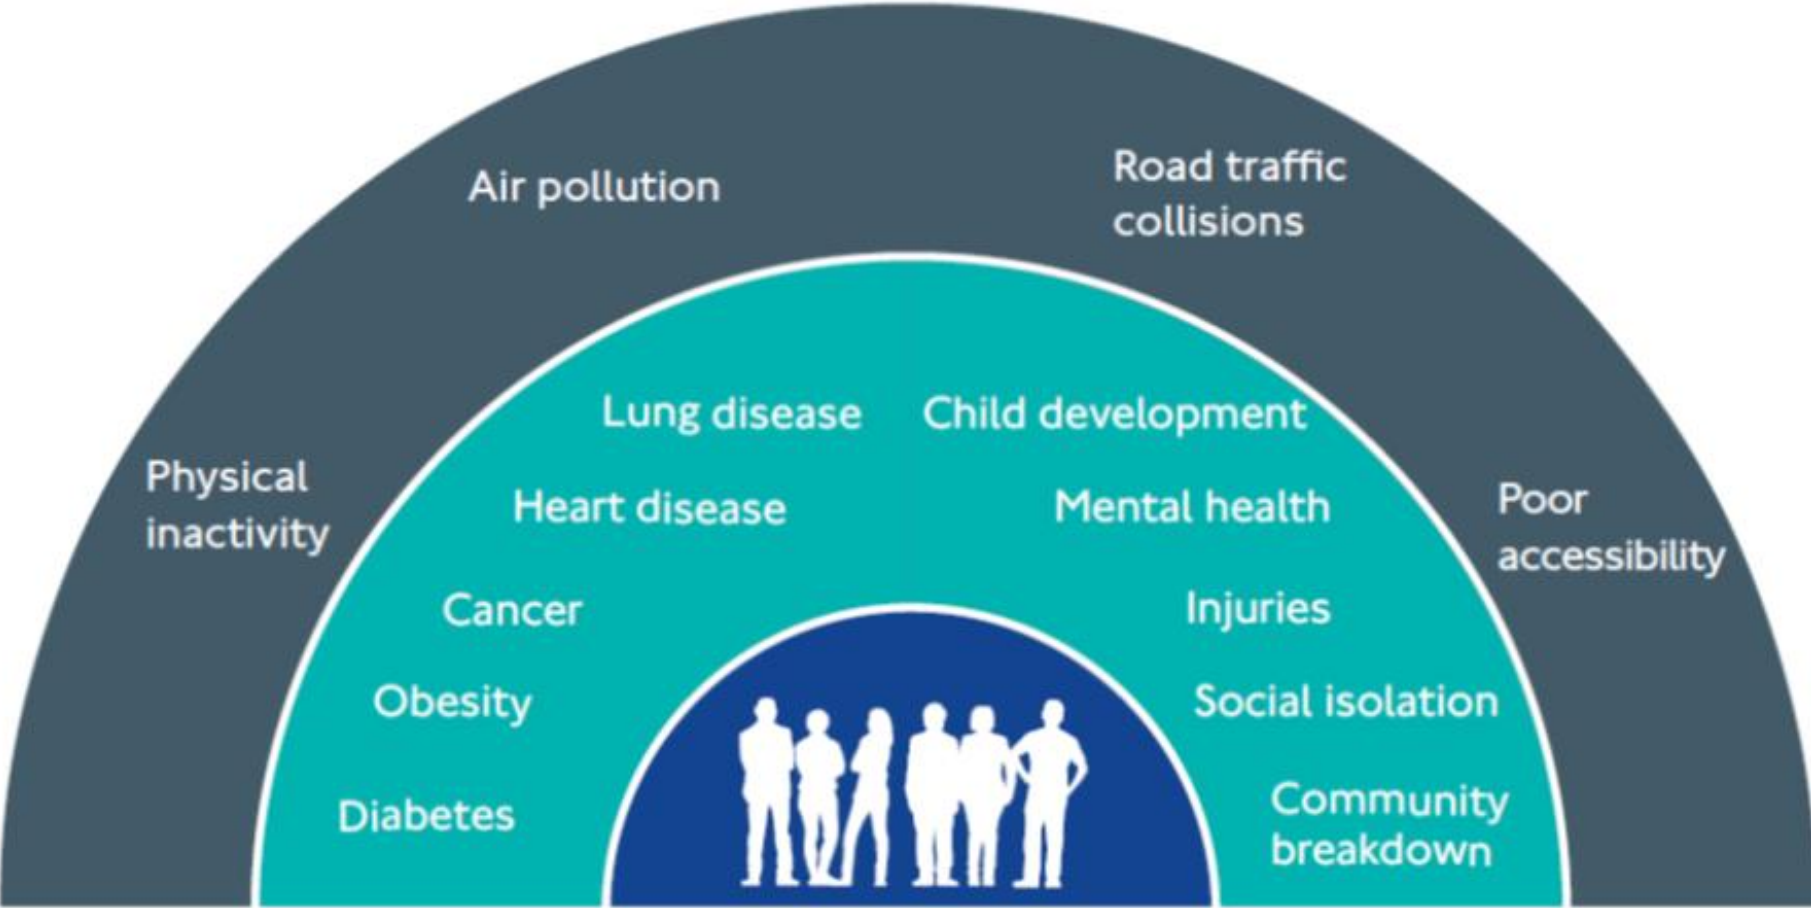 Air pollution
Road traffic
collisions
Physical
inactivity
Poor
accessibility
Lung disease
Child development
Heart disease
Mental health
Cancer
Injuries
Obesity
Social isolation
Diabetes
Community
breakdown